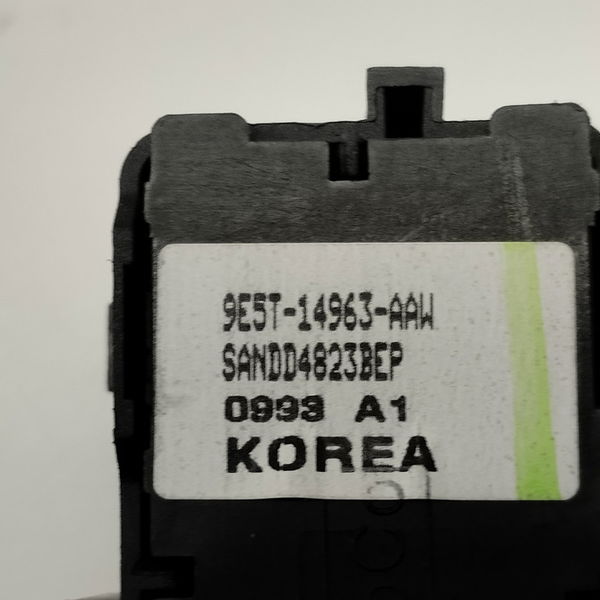 9E5T-14963-AAW
SANDD4823BEP
0993 A1
KOREA